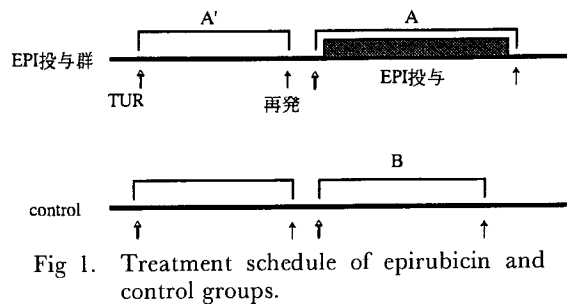 A'
A
EPI投与群
EPI投与
TUR
再発
B
control
Fig 1. Treatment schedule of epirubicin and
control groups.